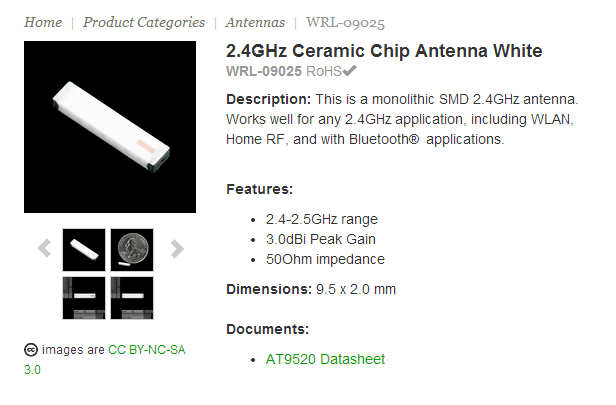 Home | Product Categories | Antennas | WRL-09025
2.4GHz Ceramic Chip Antenna White
WRL-09025 RoHS✔
Description: This is a monolithic SMD 2.4GHz antenna.
Works well for any 2.4GHz application, including WLAN,
Home RF, and with Bluetooth® applications.
Features:
• 2.4-2.5GHz range
• 3.0dBi Peak Gain
• 50Ohm impedance
Dimensions: 9.5 x 2.0 mm
Documents:
• AT9520 Datasheet
cc images are CC BY-NC-SA
3.0